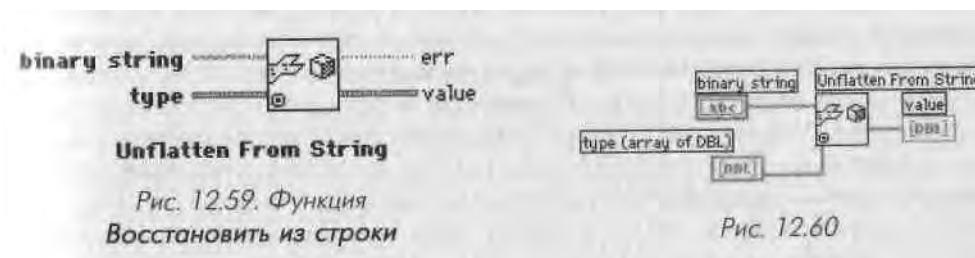 binary string
err
type
value
Unflatten From String
Рис. 12.59. Функция
Восстановить из строки
binary string
Unflatten From String
abc
value
[DBL]
type (array of DBL)
[DBL]
Рис. 12.60